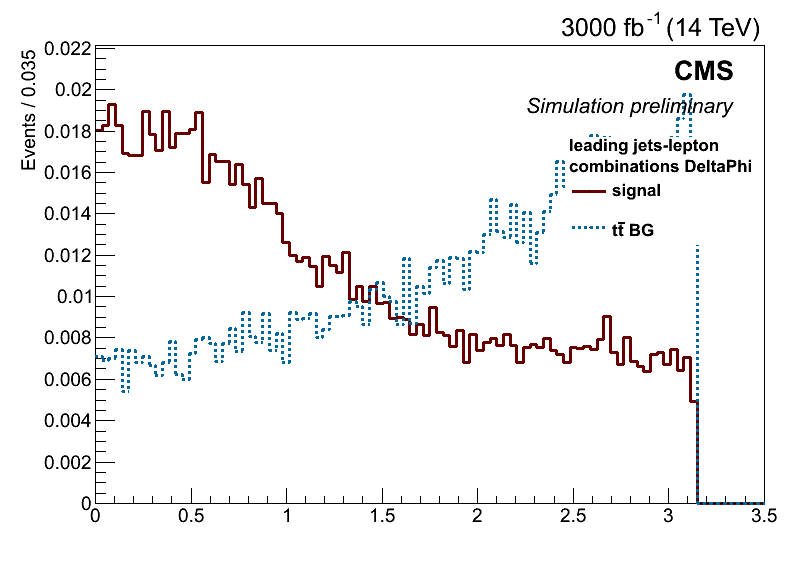 3000 fb⁻¹ (14 TeV)
Events / 0.035
0.022
0.02
0.018
0.016
0.014
0.012
0.01
0.008
0.006
0.004
0.002
0
CMS
Simulation preliminary
leading jets-lepton
combinations DeltaPhi
signal
tt̄ BG
0 0.5 1 1.5 2 2.5 3 3.5